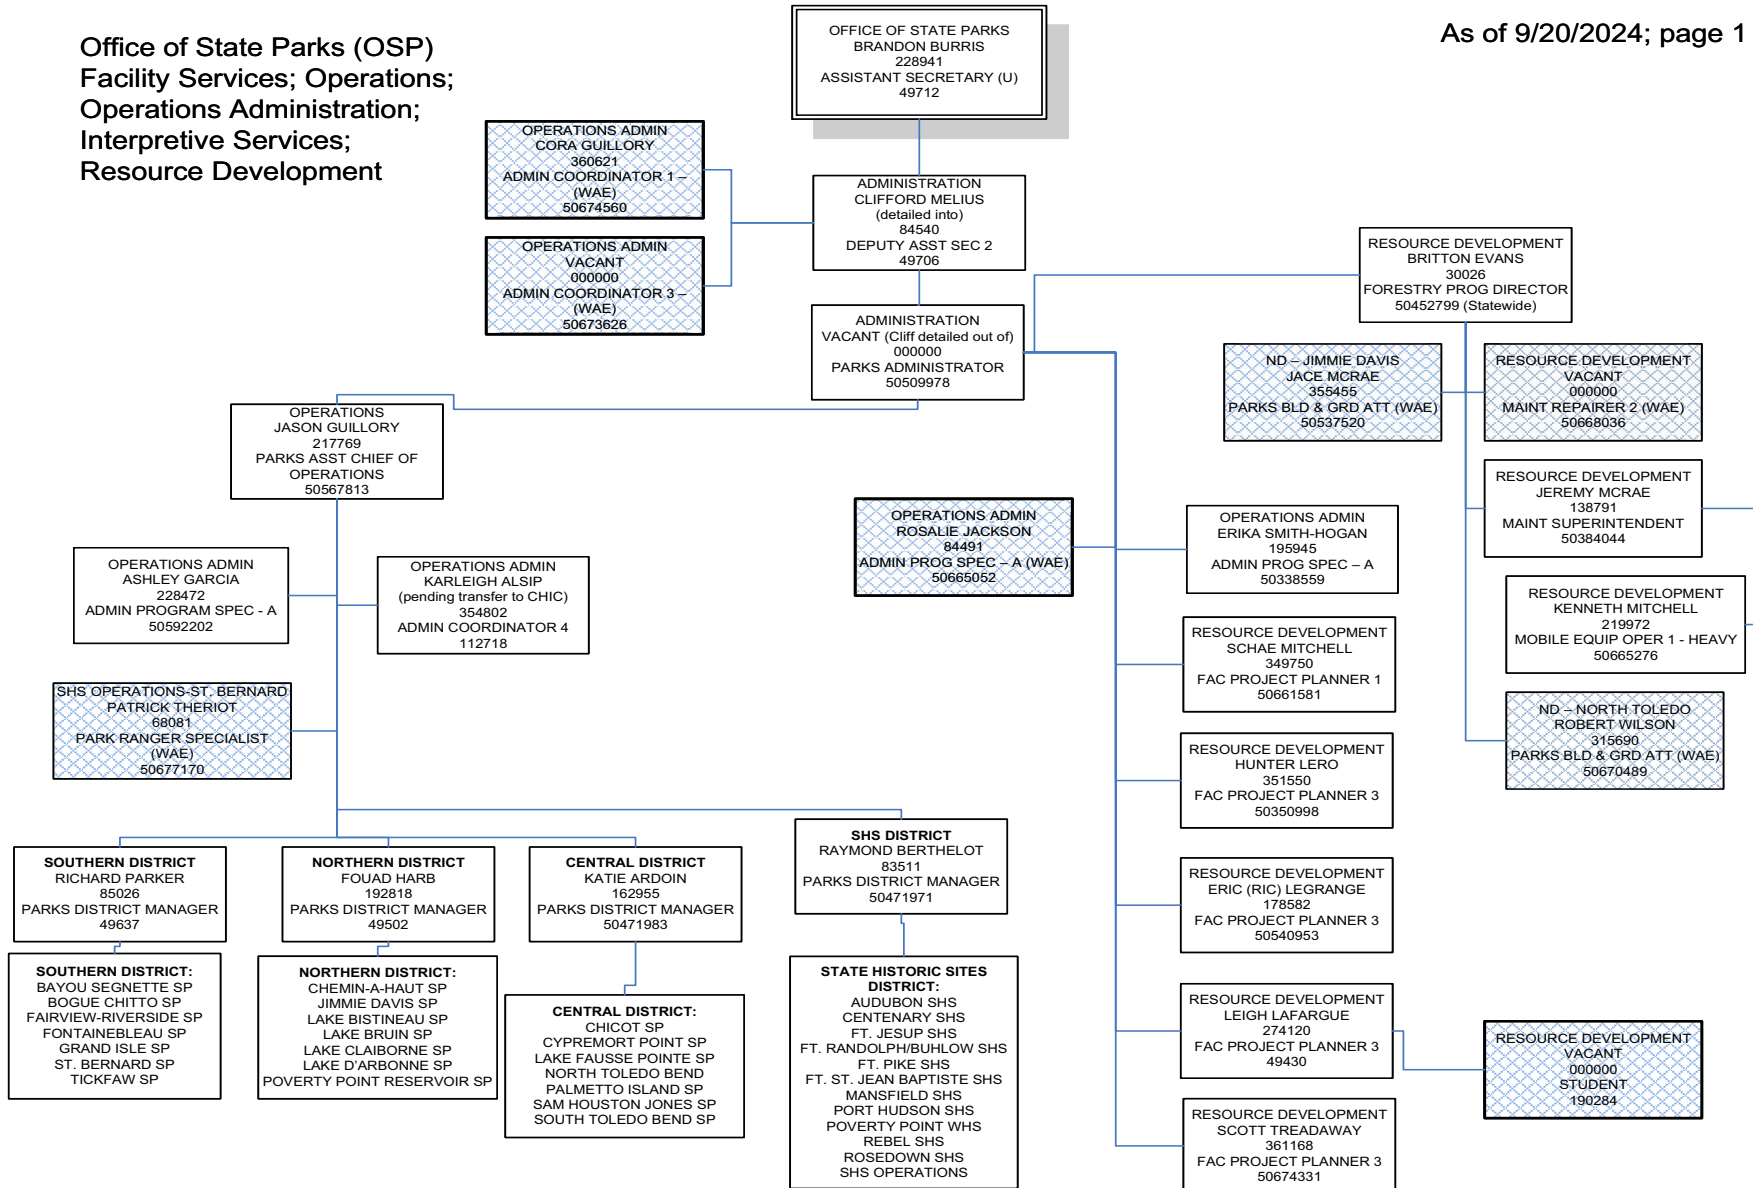 Office of State Parks (OSP)
Facility Services; Operations;
Operations Administration;
Interpretive Services;
Resource Development
As of 9/20/2024; page 1
OFFICE OF STATE PARKS
BRANDON BURRIS
228941
ASSISTANT SECRETARY (U)
49712
OPERATIONS ADMIN
CORA GUILLORY
360621
ADMIN COORDINATOR 1 –
(WAE)
50674560
OPERATIONS ADMIN
VACANT
000000
ADMIN COORDINATOR 3 –
(WAE)
50673626
ADMINISTRATION
CLIFFORD MELIUS
(detailed into)
84540
DEPUTY ASST SEC 2
49706
ADMINISTRATION
VACANT (Cliff detailed out of)
000000
PARKS ADMINISTRATOR
50509978
RESOURCE DEVELOPMENT
BRITTON EVANS
30026
FORESTRY PROG DIRECTOR
50452799 (Statewide)
ND – JIMMIE DAVIS
JACE MCRAE
355455
PARKS BLD & GRD ATT (WAE)
50537520
RESOURCE DEVELOPMENT
VACANT
000000
MAINT REPAIRER 2 (WAE)
50668036
RESOURCE DEVELOPMENT
JEREMY MCRAE
138791
MAINT SUPERINTENDENT
50384044
RESOURCE DEVELOPMENT
KENNETH MITCHELL
219972
MOBILE EQUIP OPER 1 - HEAVY
50665276
ND – NORTH TOLEDO
ROBERT WILSON
315690
PARKS BLD & GRD ATT (WAE)
50670489
OPERATIONS
JASON GUILLORY
217769
PARKS ASST CHIEF OF
OPERATIONS
50567813
OPERATIONS ADMIN
ASHLEY GARCIA
228472
ADMIN PROGRAM SPEC - A
50592202
OPERATIONS ADMIN
KARLEIGH ALSIP
(pending transfer to CHIC)
354802
ADMIN COORDINATOR 4
112718
SHS OPERATIONS-ST. BERNARD
PATRICK THERIOT
68081
PARK RANGER SPECIALIST
(WAE)
50677170
OPERATIONS ADMIN
ROSALIE JACKSON
84491
ADMIN PROG SPEC – A (WAE)
50665052
OPERATIONS ADMIN
ERIKA SMITH-HOGAN
195945
ADMIN PROG SPEC – A
50338559
RESOURCE DEVELOPMENT
SCHAE MITCHELL
349750
FAC PROJECT PLANNER 1
50661581
RESOURCE DEVELOPMENT
HUNTER LERO
351550
FAC PROJECT PLANNER 3
50350998
RESOURCE DEVELOPMENT
ERIC (RIC) LEGRANGE
178582
FAC PROJECT PLANNER 3
50540953
RESOURCE DEVELOPMENT
LEIGH LAFARGUE
274120
FAC PROJECT PLANNER 3
49430
RESOURCE DEVELOPMENT
VACANT
000000
STUDENT
190284
RESOURCE DEVELOPMENT
SCOTT TREADAWAY
361168
FAC PROJECT PLANNER 3
50674331
SOUTHERN DISTRICT
RICHARD PARKER
85026
PARKS DISTRICT MANAGER
49637
NORTHERN DISTRICT
FOUAD HARB
192818
PARKS DISTRICT MANAGER
49502
CENTRAL DISTRICT
KATIE ARDOIN
162955
PARKS DISTRICT MANAGER
50471983
SHS DISTRICT
RAYMOND BERTHELOT
83511
PARKS DISTRICT MANAGER
50471971
SOUTHERN DISTRICT:
BAYOU SEGNETTE SP
BOGUE CHITTO SP
FAIRVIEW-RIVERSIDE SP
FONTAINEBLEAU SP
GRAND ISLE SP
ST. BERNARD SP
TICKFAW SP
NORTHERN DISTRICT:
CHEMIN-A-HAUT SP
JIMMIE DAVIS SP
LAKE BISTINEAU SP
LAKE BRUIN SP
LAKE CLAIBORNE SP
LAKE D'ARBONNE SP
POVERTY POINT RESERVOIR SP
CENTRAL DISTRICT:
CHICOT SP
CYPREMORT POINT SP
LAKE FAUSSE POINTE SP
NORTH TOLEDO BEND
PALMETTO ISLAND SP
SAM HOUSTON JONES SP
SOUTH TOLEDO BEND SP
STATE HISTORIC SITES
DISTRICT:
AUDUBON SHS
CENTENARY SHS
FT. JESUP SHS
FT. RANDOLPH/BUHLOW SHS
FT. PIKE SHS
FT. ST. JEAN BAPTISTE SHS
MANSFIELD SHS
PORT HUDSON SHS
POVERTY POINT WHS
REBEL SHS
ROSEDOWN SHS
SHS OPERATIONS